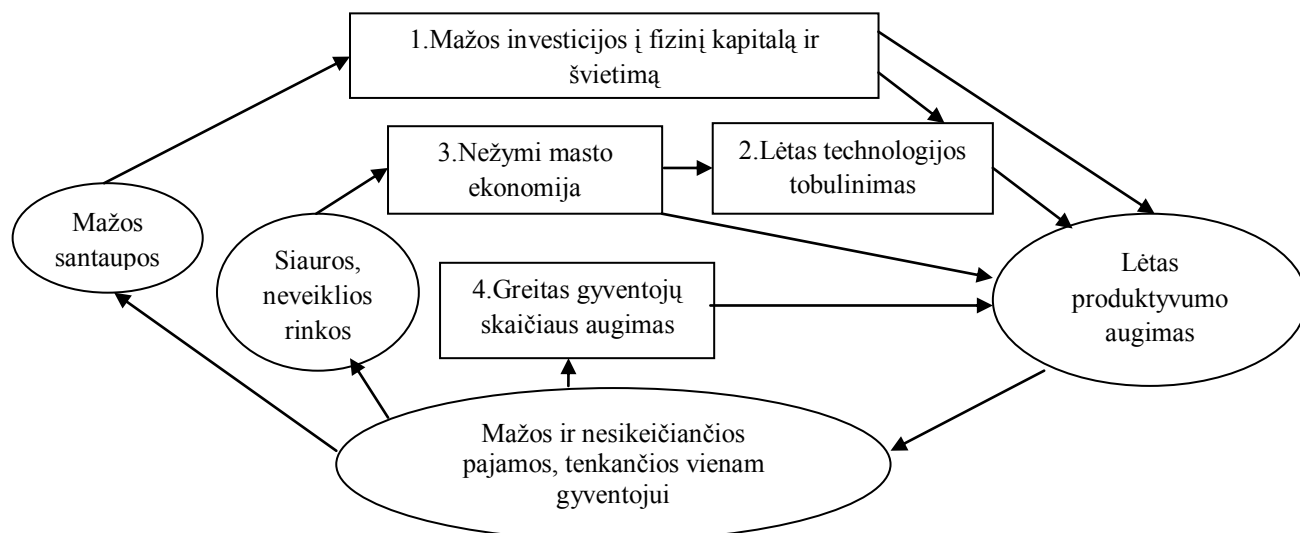 1.Mažos investicijos į fizinį kapitalą ir
švietimą
3.Nežymi masto
ekonomija
2.Lėtas technologijos
tobulinimas
Mažos
santaupos
Siauros,
neveiklios
rinkos
4.Greitas gyventojų
skaičiaus augimas
Lėtas
produktyvumo
augimas
Mažos ir nesikeičiančios
pajamos, tenkančios vienam
gyventojui